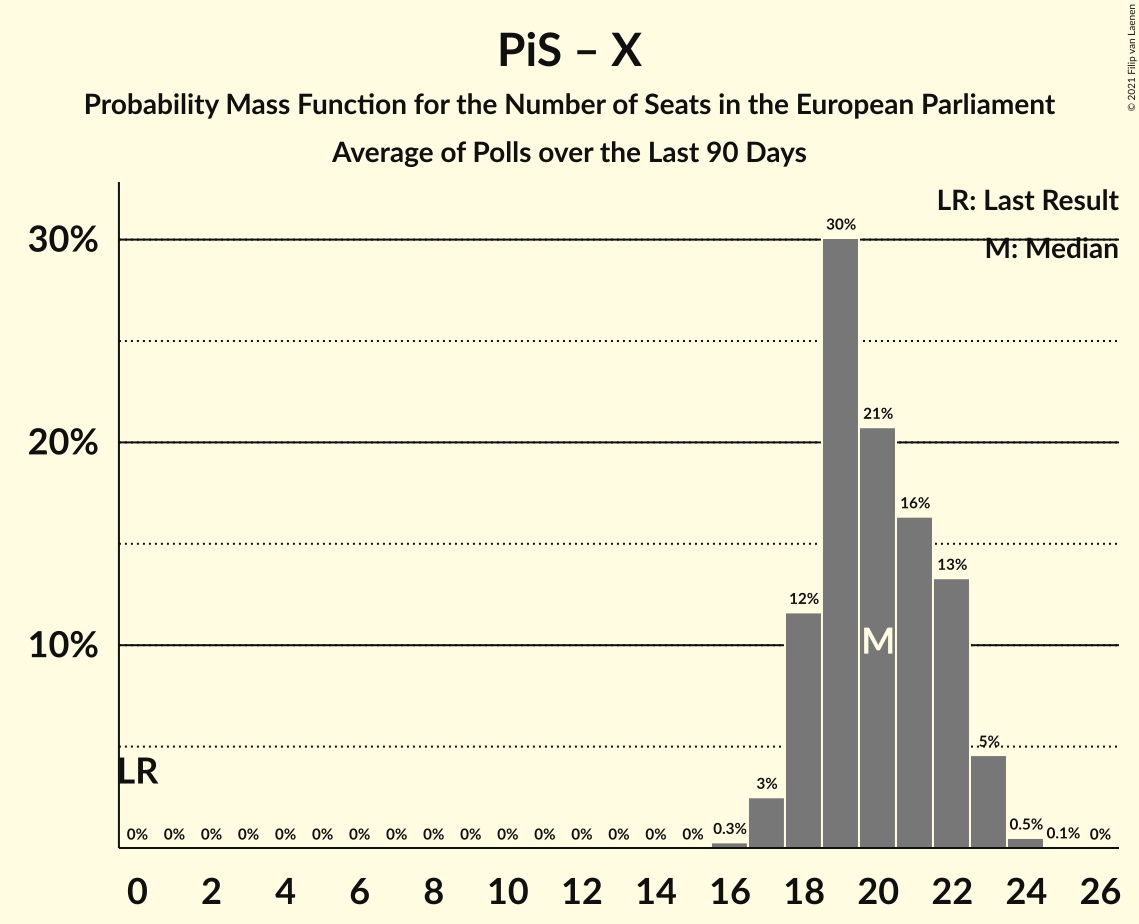 PiS – X
Probability Mass Function for the Number of Seats in the European Parliament
Average of Polls over the Last 90 Days
© 2021 Filip van Laenen
LR: Last Result
M: Median
30%
20%
10%
30%
21%
16%
13%
12%
M
5%
LR
3%
0% 0% 0% 0% 0% 0% 0% 0% 0% 0% 0% 0% 0% 0% 0% 0% 0.3% 0.5% 0.1% 0%
0 2 4 6 8 10 12 14 16 18 20 22 24 26